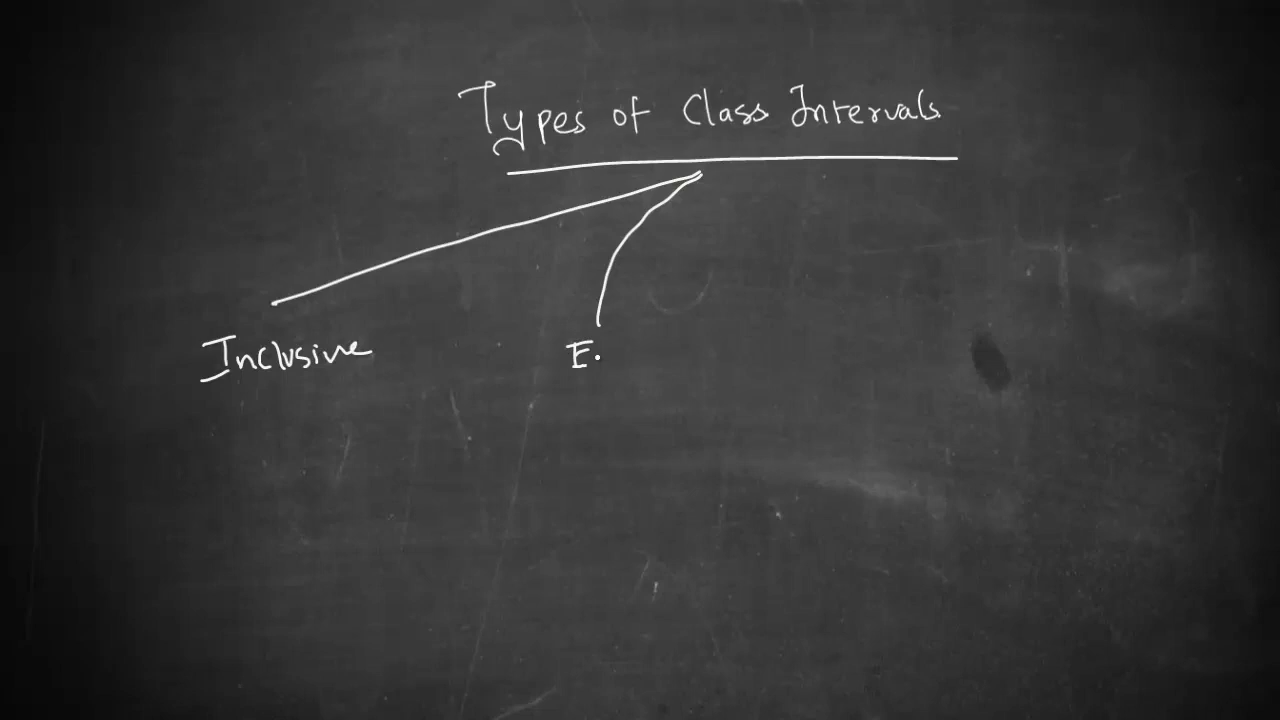 Types of Class Intervals
Inclusive
E.